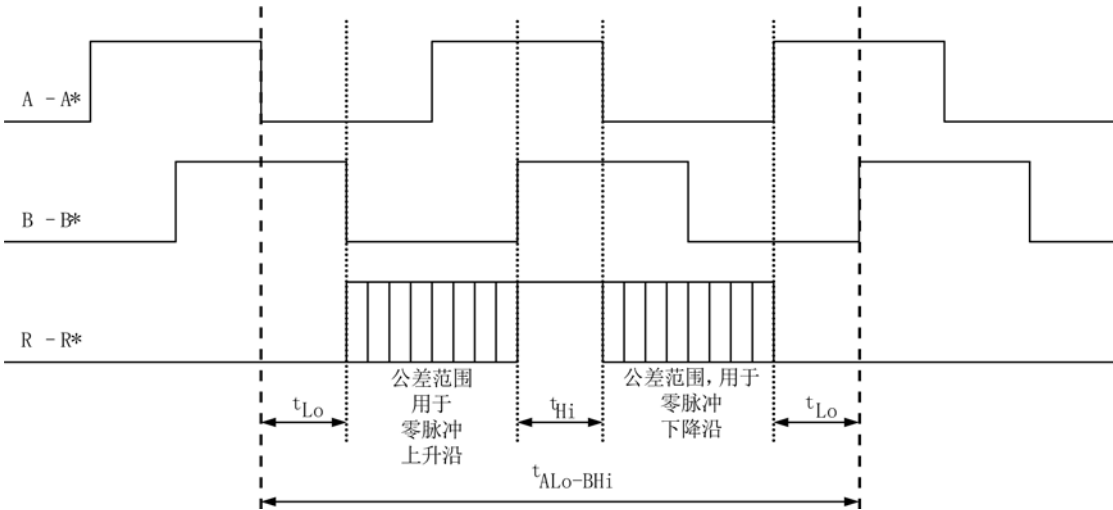 A －A*
B －B*
R －R*
公差范围
用于
零脉冲
上升沿
公差范围, 用于
零脉冲
下降沿
tLo
tHi
tLo
tALo-BHi